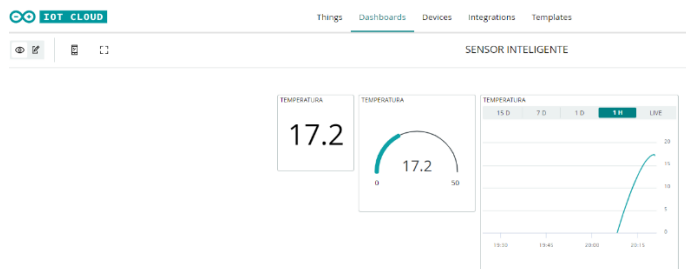 IOT CLOUD
Things Dashboards Devices Integrations Templates
SENSOR INTELIGENTE
TEMPERATURA
17.2
TEMPERATURA
17.2
0 50
TEMPERATURA
15 D 7 D 1 D 1 H LIVE
20
15
10
5
0
19:30 19:45 20:00 20:15